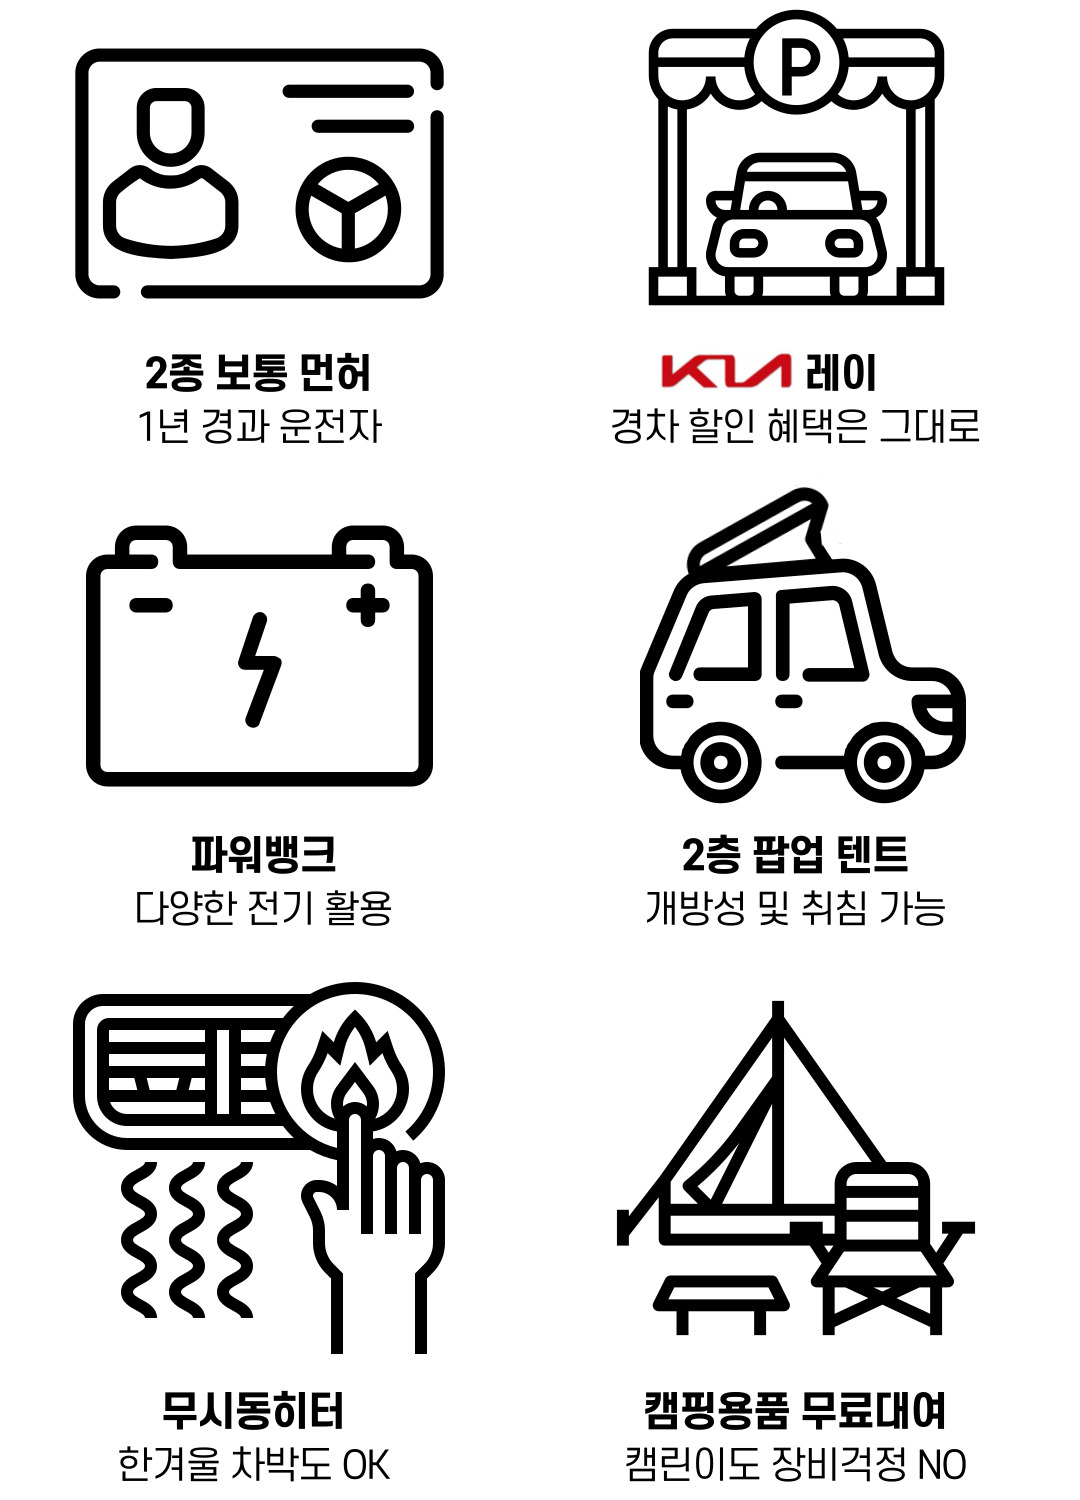 P
2종 보통 면허
1년 경과 운전자
KIA 레이
경차 할인 혜택은 그대로
파워뱅크
다양한 전기 활용
2층 팝업 텐트
개방성 및 취침 가능
무시동히터
한겨울 차박도 OK
캠핑용품 무료대여
캠린이도 장비걱정 NO